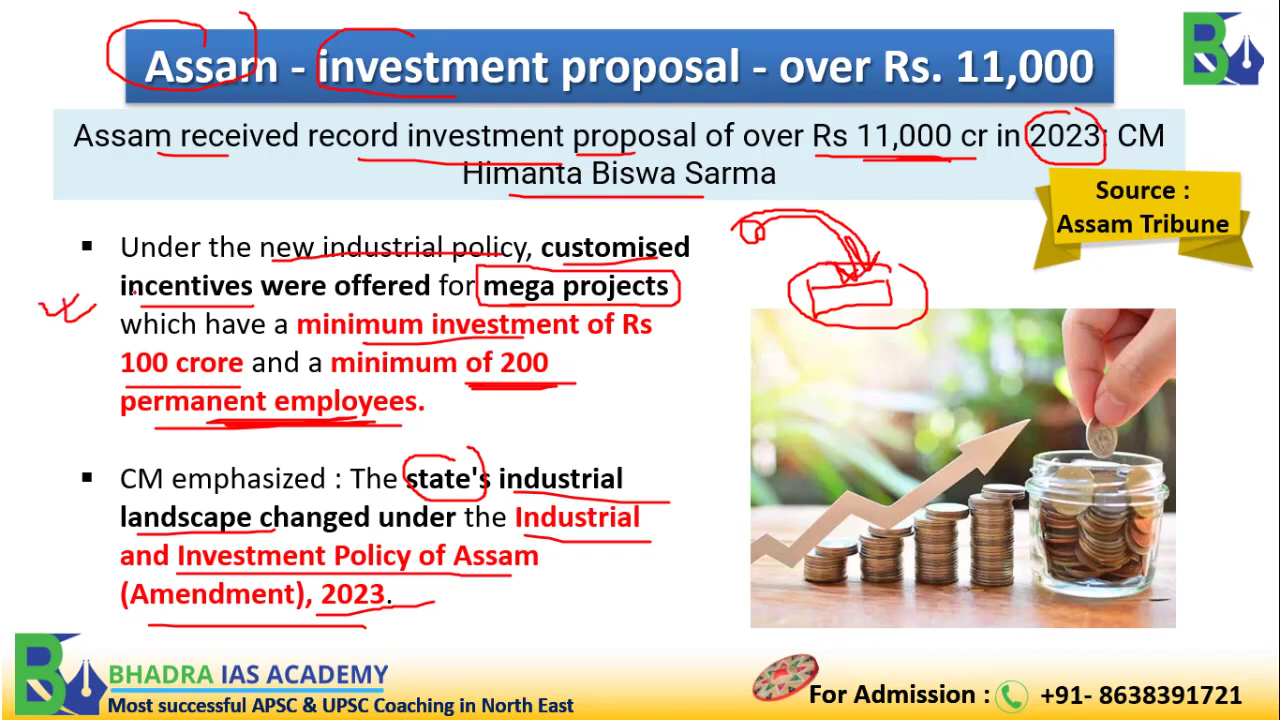 Assam - investment proposal - over Rs. 11,000
Assam received record investment proposal of over Rs 11,000 cr in 2023: CM
Himanta Biswa Sarma
Source :
Assam Tribune
▪ Under the new industrial policy, customised
incentives were offered for mega projects
which have a minimum investment of Rs
100 crore and a minimum of 200
permanent employees.
▪ CM emphasized : The state's industrial
landscape changed under the Industrial
and Investment Policy of Assam
(Amendment), 2023.
BHADRA IAS ACADEMY
Most successful APSC & UPSC Coaching in North East
For Admission : +91- 8638391721